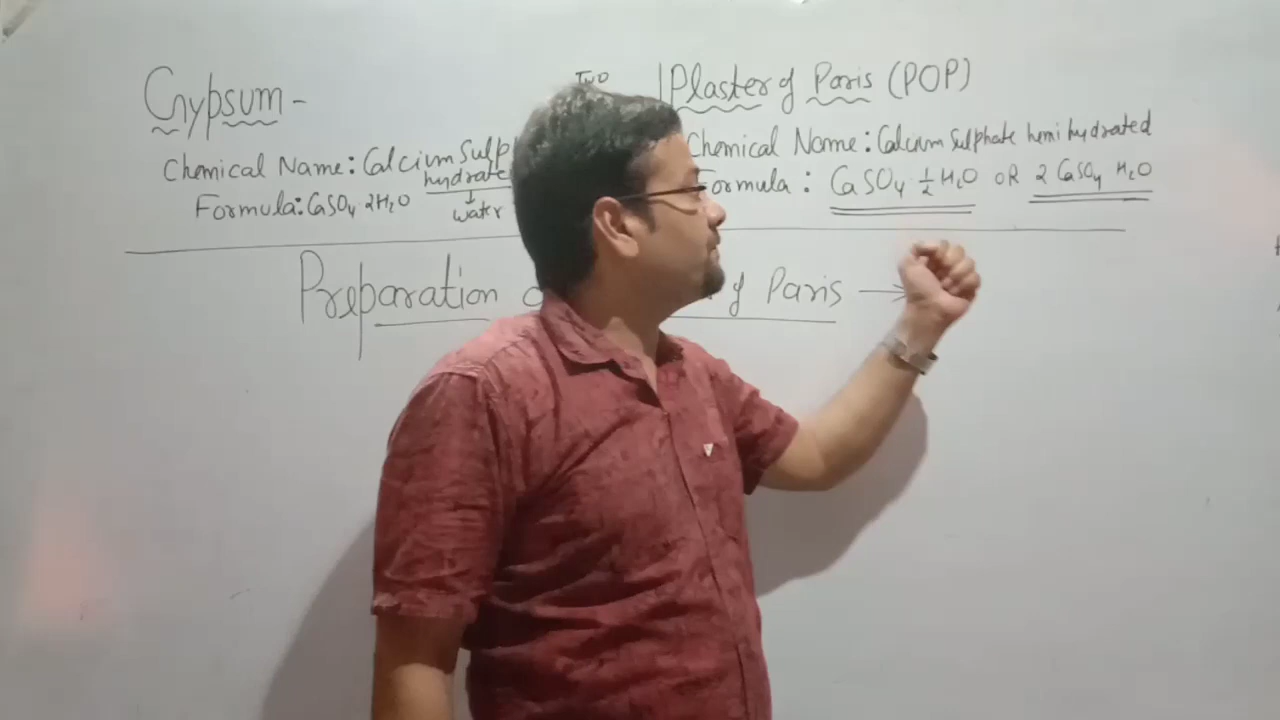 Gypsum -
Chemical Name: Calcium Sulp
Two
hydrate
↓
water
Formula: CaSO4 2H2O
Plaster of Paris (POP)
Chemical Name: Calcium Sulphate hemi hydrated
Formula : CaSO4 ½ H2O OR 2 CaSO4 H2O
Preparation of Paris →